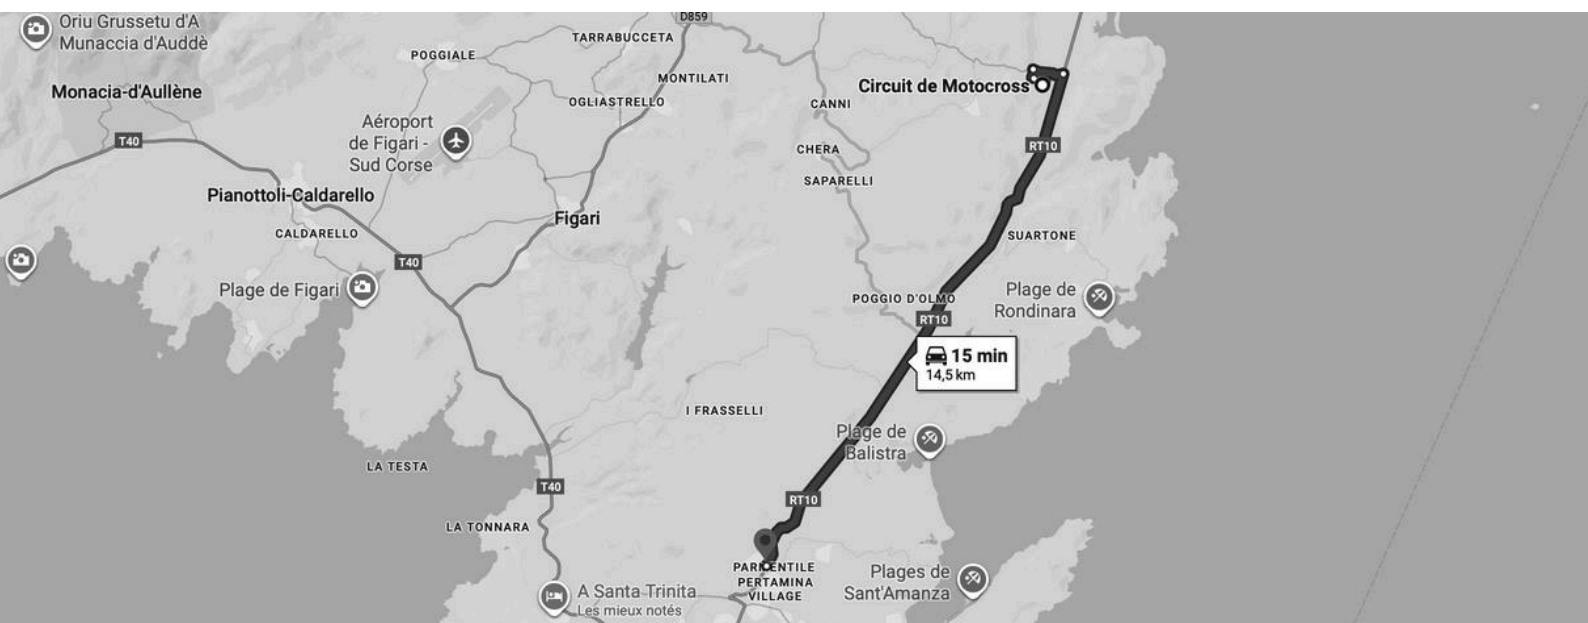 Oriu Grussetu d'A
Munaccia d'Auddè
D859
TARRABUCCETA
POGGIALE
MONTILATI
Monacia-d'Aullène
Circuit de Motocross
OGLIASTRELLO
CANNI
Aéroport
de Figari -
Sud Corse
T40
RT10
CHERA
SAPARELLI
Pianottoli-Caldarello
Figari
CALDARELLO
SUARTONE
T40
Plage de Figari
Plage de
Rondinara
POGGIO D'OLMO
RT10
15 min
14,5 km
I FRASSELLI
Plage de
Balistra
LA TESTA
T40
RT10
LA TONNARA
PERTAMINA
VILLAGE
Plages de
Sant'Amanza
A Santa Trinita
Les mieux notés